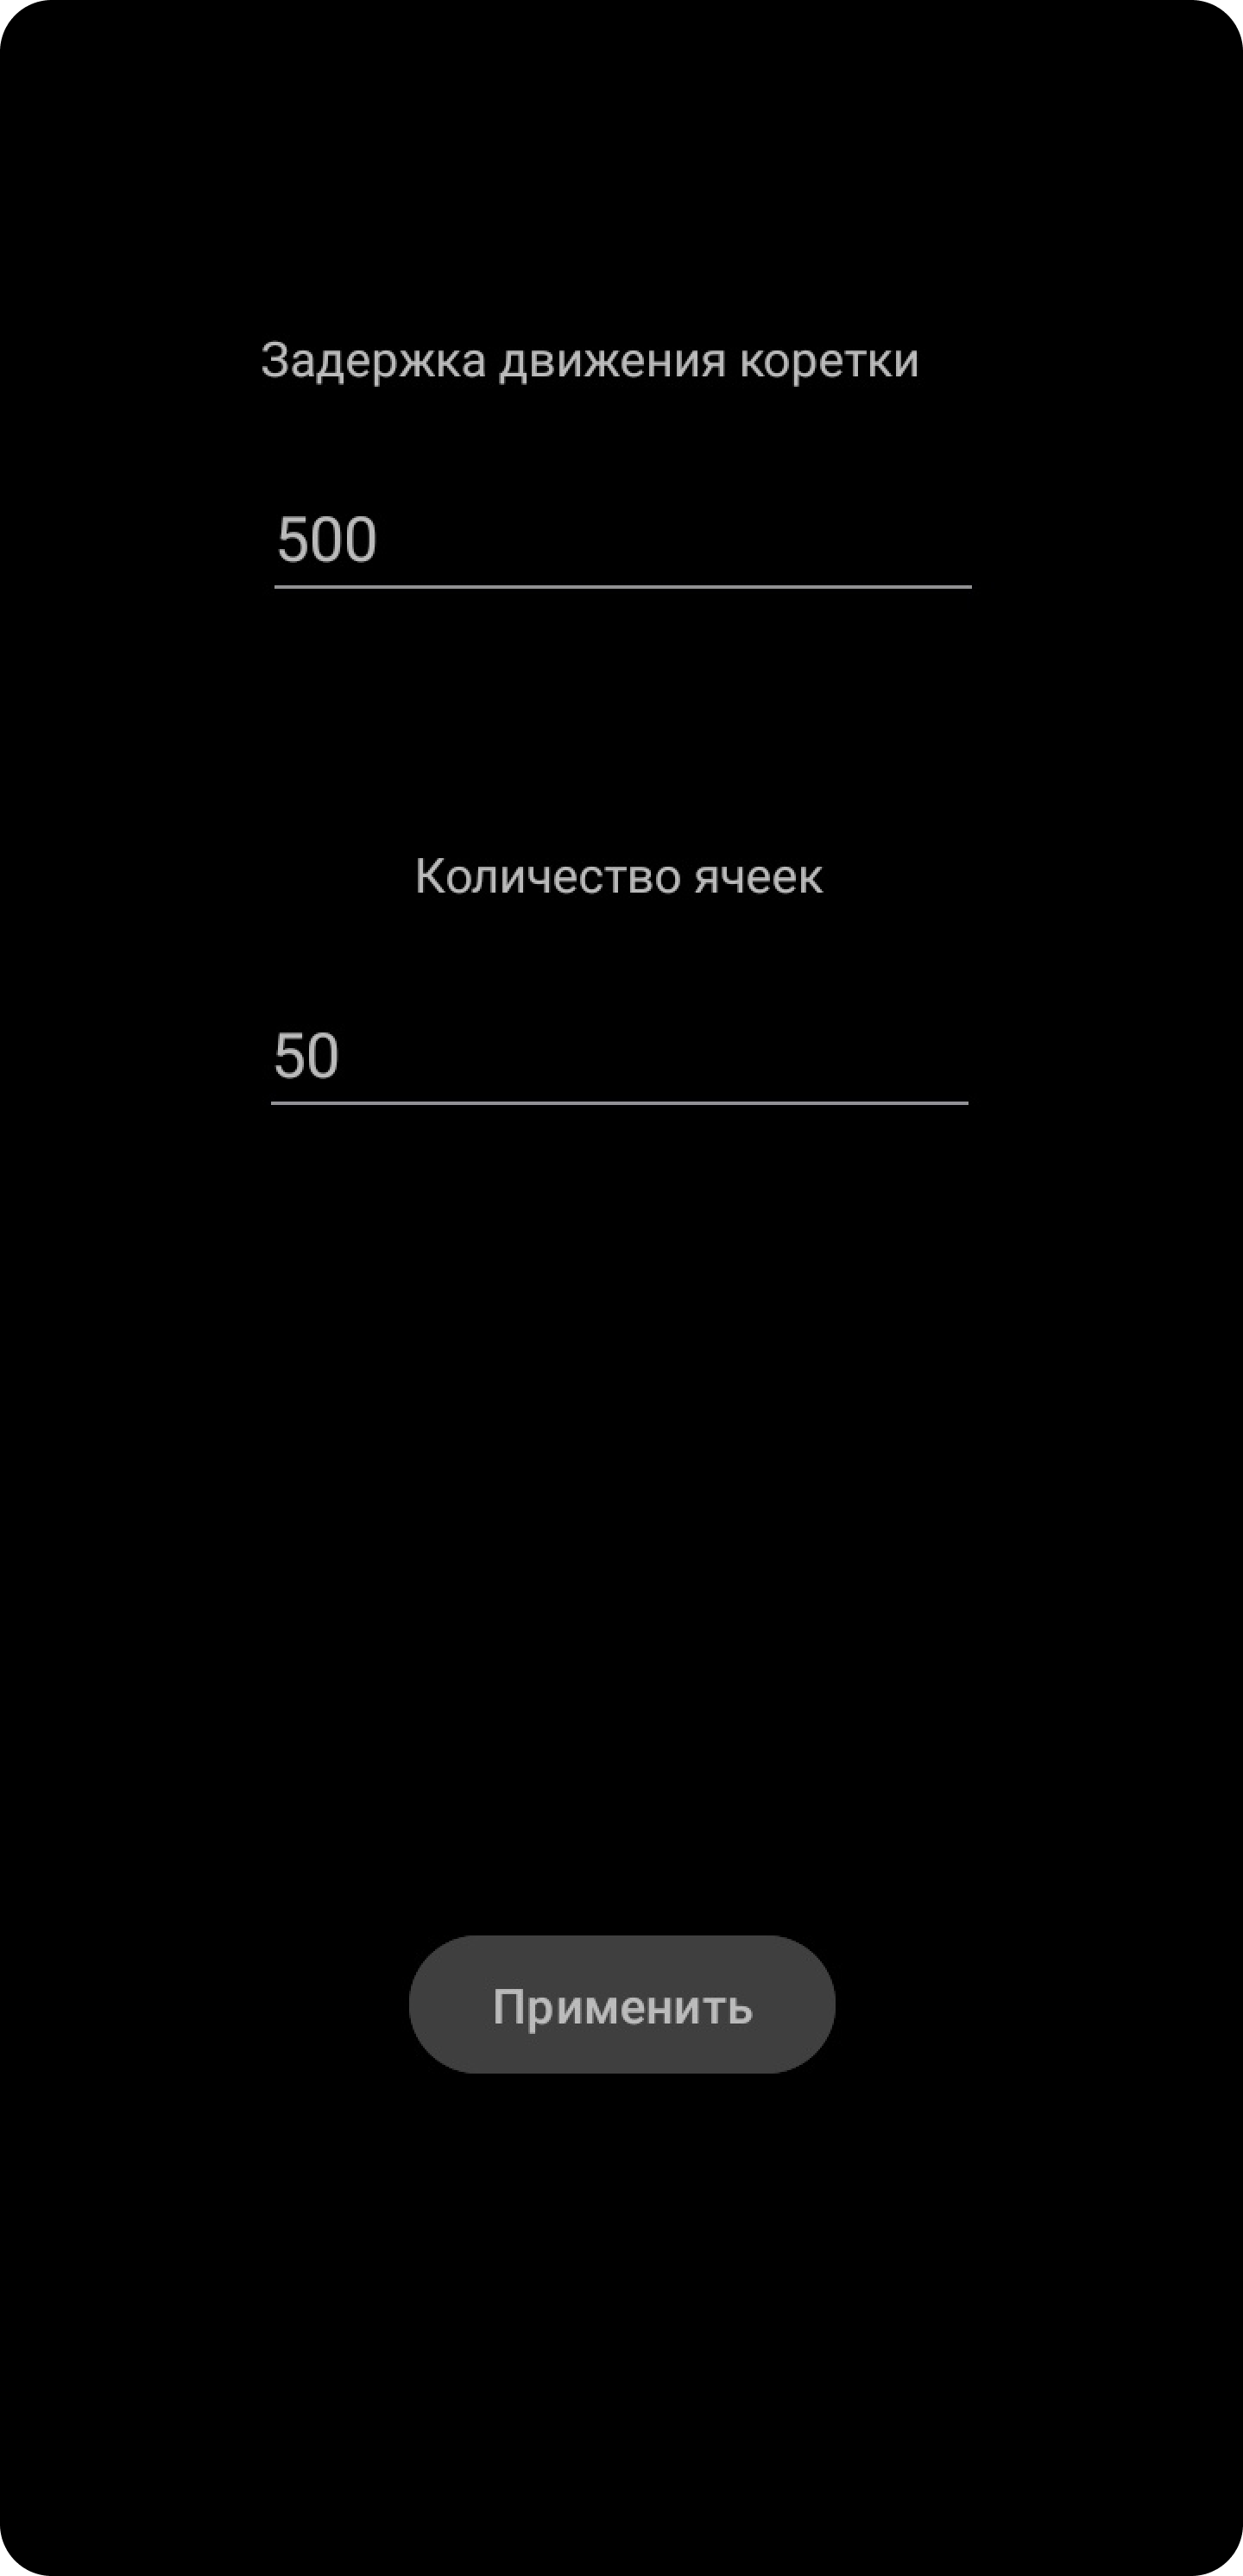 Задержка движения коретки
500
Количество ячеек
50
Применить